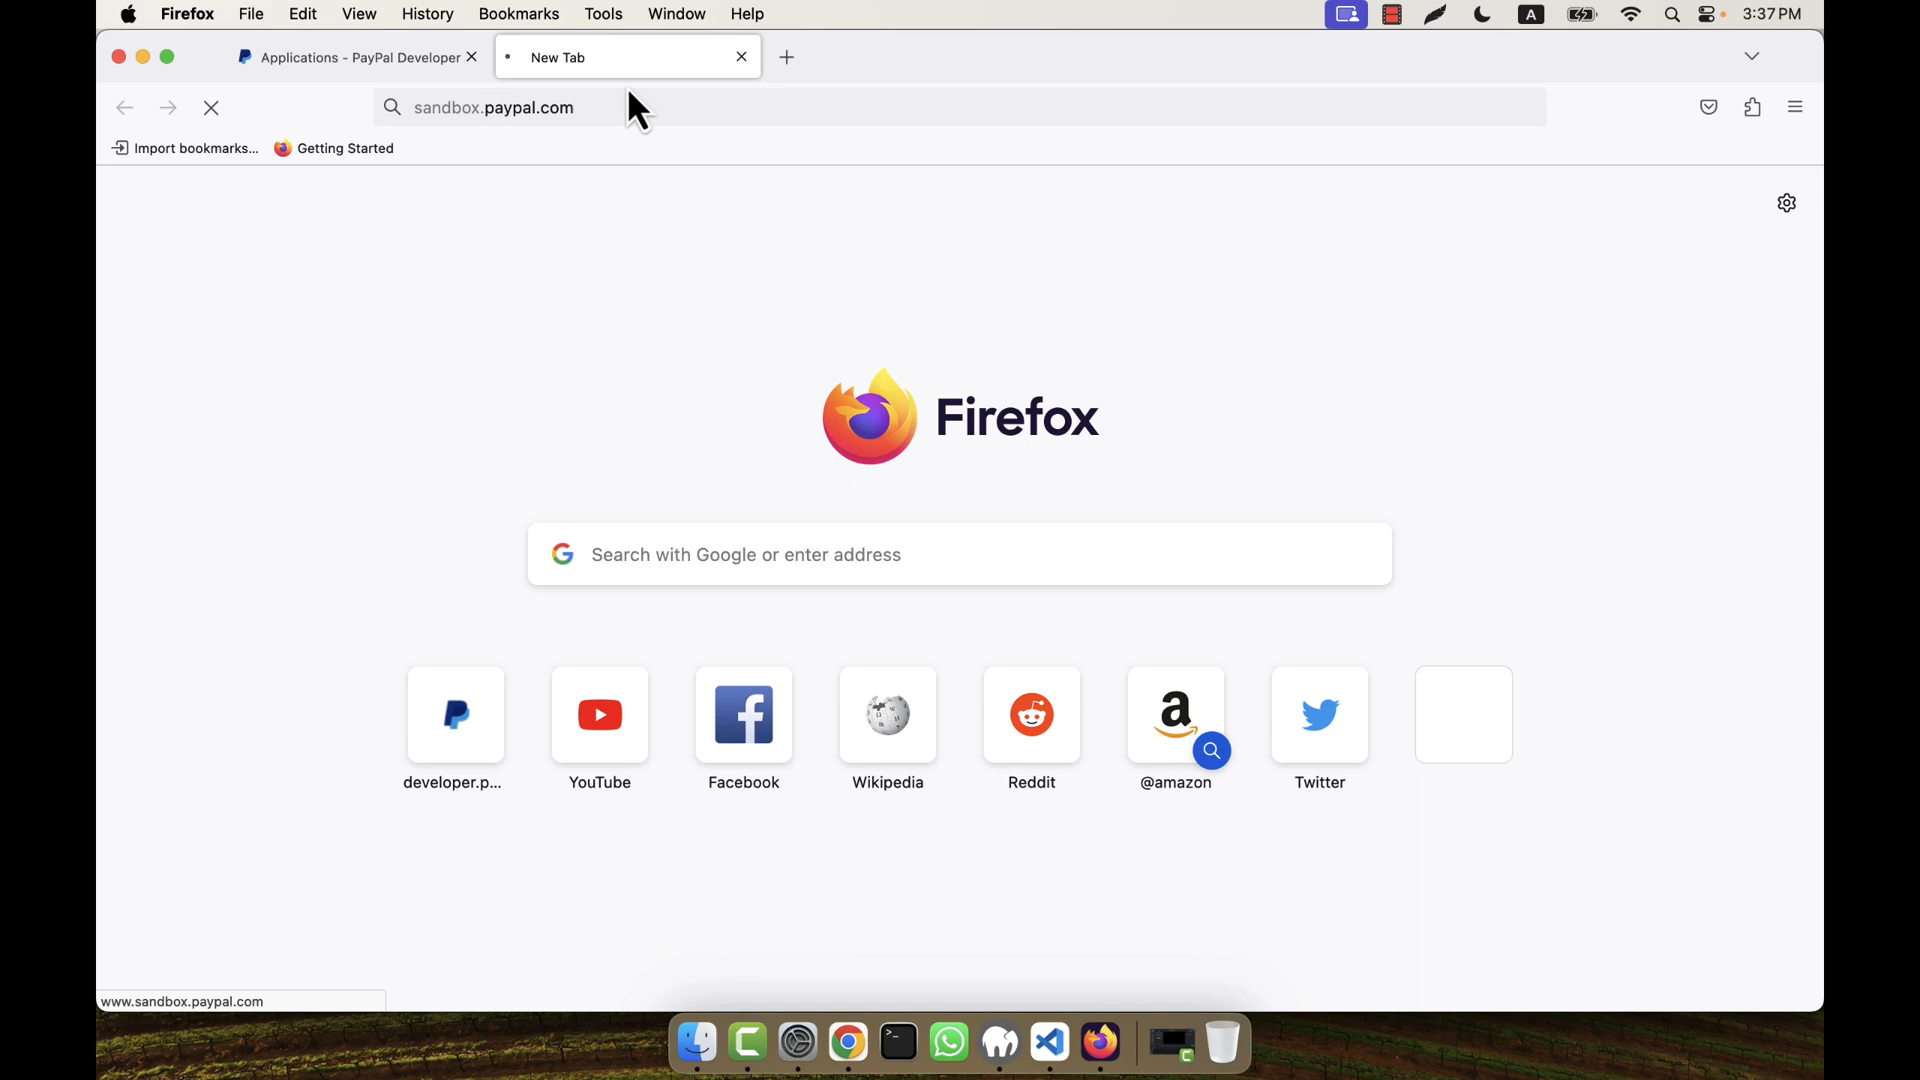 Firefox File Edit View History Bookmarks Tools Window Help A 3:37 PM
Applications - PayPal Developer New Tab
sandbox.paypal.com
Import bookmarks... Getting Started
Firefox
Search with Google or enter address
developer.p... YouTube Facebook Wikipedia Reddit @amazon Twitter
www.sandbox.paypal.com